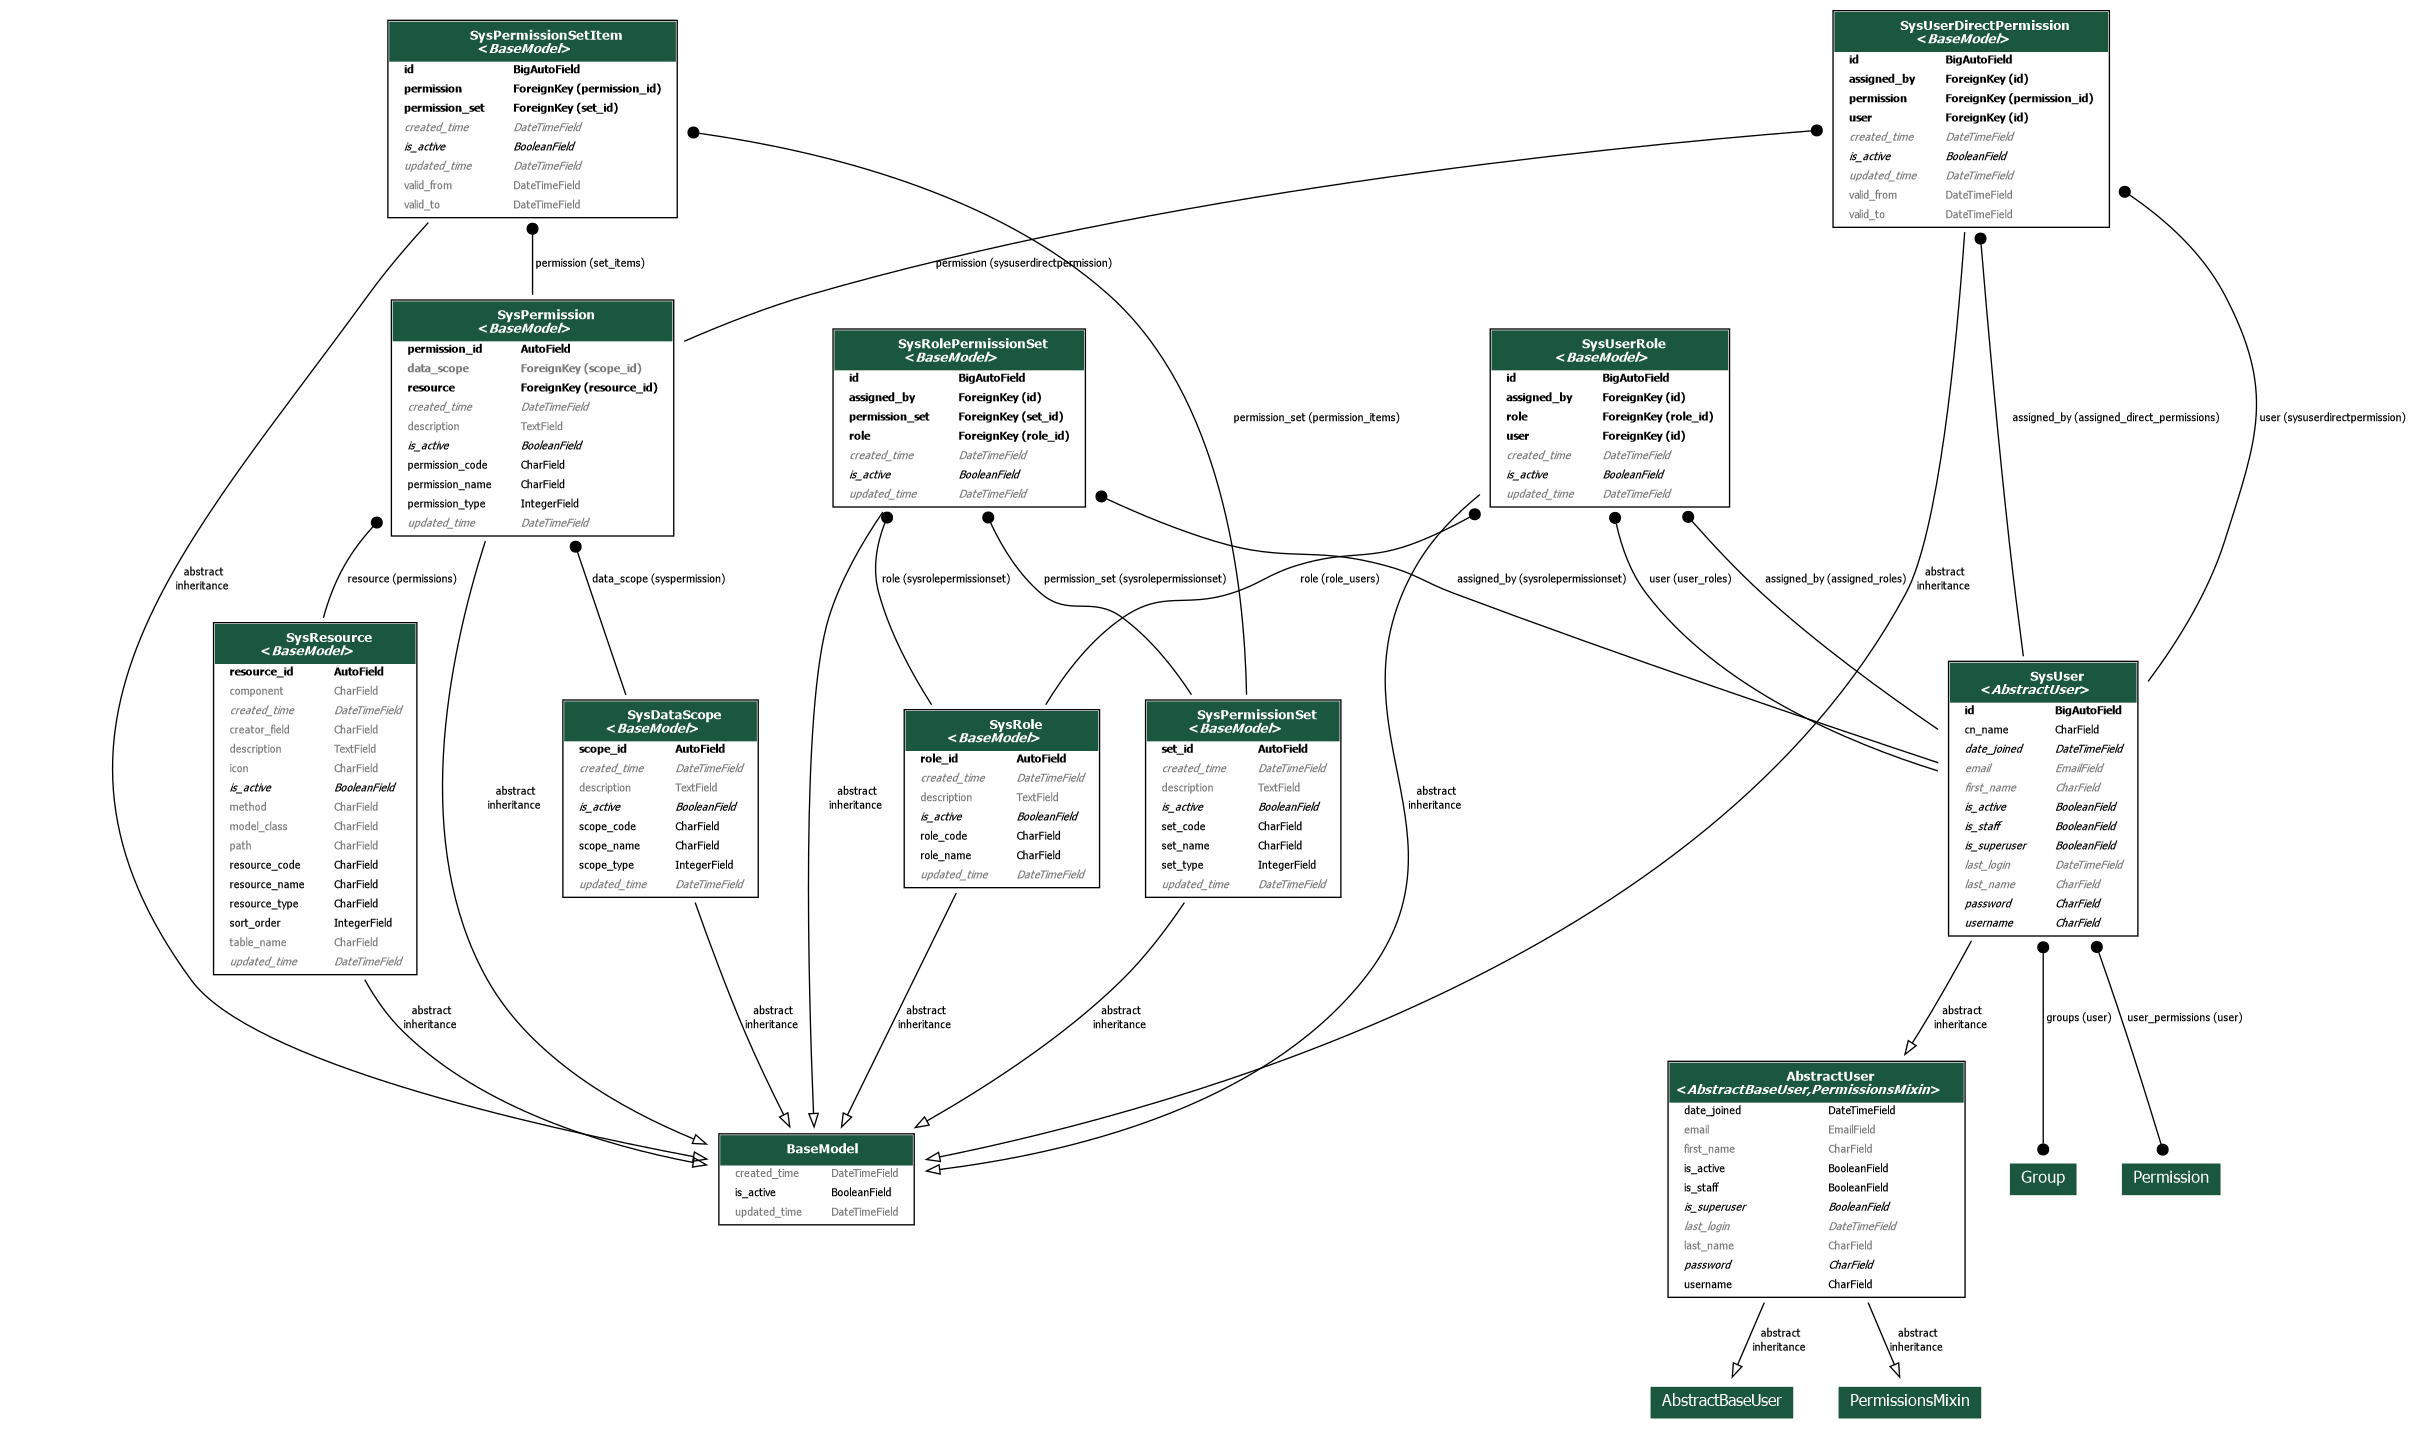 SysPermissionSetItem
<BaseModel>
id BigAutoField
permission ForeignKey (permission_id)
permission_set ForeignKey (set_id)
created_time DateTimeField
is_active BooleanField
updated_time DateTimeField
valid_from DateTimeField
valid_to DateTimeField
SysUserDirectPermission
<BaseModel>
id BigAutoField
assigned_by ForeignKey (id)
permission ForeignKey (permission_id)
user ForeignKey (id)
created_time DateTimeField
is_active BooleanField
updated_time DateTimeField
valid_from DateTimeField
valid_to DateTimeField
permission (set_items)
permission (sysuserdirectpermission)
SysPermission
<BaseModel>
permission_id AutoField
data_scope ForeignKey (scope_id)
resource ForeignKey (resource_id)
created_time DateTimeField
description TextField
is_active BooleanField
permission_code CharField
permission_name CharField
permission_type IntegerField
updated_time DateTimeField
SysRolePermissionSet
<BaseModel>
id BigAutoField
assigned_by ForeignKey (id)
permission_set ForeignKey (set_id)
role ForeignKey (role_id)
created_time DateTimeField
is_active BooleanField
updated_time DateTimeField
permission_set (permission_items)
SysUserRole
<BaseModel>
id BigAutoField
assigned_by ForeignKey (id)
role ForeignKey (role_id)
user ForeignKey (id)
created_time DateTimeField
is_active BooleanField
updated_time DateTimeField
assigned_by (assigned_direct_permissions)
user (sysuserdirectpermission)
abstract
inheritance
resource (permissions)
data_scope (syspermission)
role (sysrolepermissionset)
permission_set (sysrolepermissionset)
role (role_users)
assigned_by (sysrolepermissionset)
user (user_roles)
assigned_by (assigned_roles)
abstract
inheritance
SysResource
<BaseModel>
resource_id AutoField
component CharField
created_time DateTimeField
creator_field CharField
description TextField
icon CharField
is_active BooleanField
method CharField
model_class CharField
path CharField
resource_code CharField
resource_name CharField
resource_type CharField
sort_order IntegerField
table_name CharField
updated_time DateTimeField
abstract
inheritance
SysDataScope
<BaseModel>
scope_id AutoField
created_time DateTimeField
description TextField
is_active BooleanField
scope_code CharField
scope_name CharField
scope_type IntegerField
updated_time DateTimeField
abstract
inheritance
SysRole
<BaseModel>
role_id AutoField
created_time DateTimeField
description TextField
is_active BooleanField
role_code CharField
role_name CharField
updated_time DateTimeField
SysPermissionSet
<BaseModel>
set_id AutoField
created_time DateTimeField
description TextField
is_active BooleanField
set_code CharField
set_name CharField
set_type IntegerField
updated_time DateTimeField
abstract
inheritance
SysUser
<AbstractUser>
id BigAutoField
cn_name CharField
date_joined DateTimeField
email EmailField
first_name CharField
is_active BooleanField
is_staff BooleanField
is_superuser BooleanField
last_login DateTimeField
last_name CharField
password CharField
username CharField
abstract
inheritance
abstract
inheritance
abstract
inheritance
abstract
inheritance
abstract
inheritance
groups (user)
user_permissions (user)
BaseModel
created_time DateTimeField
is_active BooleanField
updated_time DateTimeField
AbstractUser
<AbstractBaseUser,PermissionsMixin>
date_joined DateTimeField
email EmailField
first_name CharField
is_active BooleanField
is_staff BooleanField
is_superuser BooleanField
last_login DateTimeField
last_name CharField
password CharField
username CharField
Group
Permission
abstract
inheritance
abstract
inheritance
AbstractBaseUser
PermissionsMixin